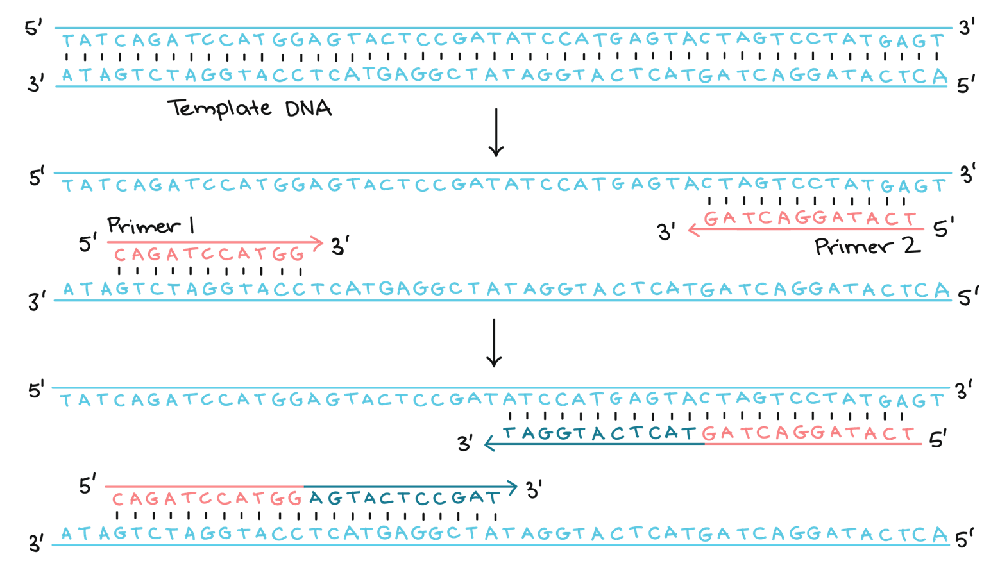 5' TATCAGATCCATGGAGTACTCCGATATCCATGAGTACTAGTCCTATGAGT 3'
3' ATAGTCTAGGTACCTCATGAGGCTATAGGTACTCATGATCAGGATACTCA 5'
Template DNA
5' TATCAGATCCATGGAGTACTCCGATATCCATGAGTACTAGTCCTATGAGT 3'
3' GATCAGGATACT 5'
Primer 2
Primer 1
5' CAGATCCATGG 3'
3' ATAGTCTAGGTACCTCATGAGGCTATAGGTACTCATGATCAGGATACTCA 5'
5' TATCAGATCCATGGAGTACTCCGATATCCATGAGTACTAGTCCTATGAGT 3'
3' TAGGTACTCATGATCAGGATACT 5'
5' CAGATCCATGGAGTACTCCGAT 3'
3' ATAGTCTAGGTACCTCATGAGGCTATAGGTACTCATGATCAGGATACTCA 5'